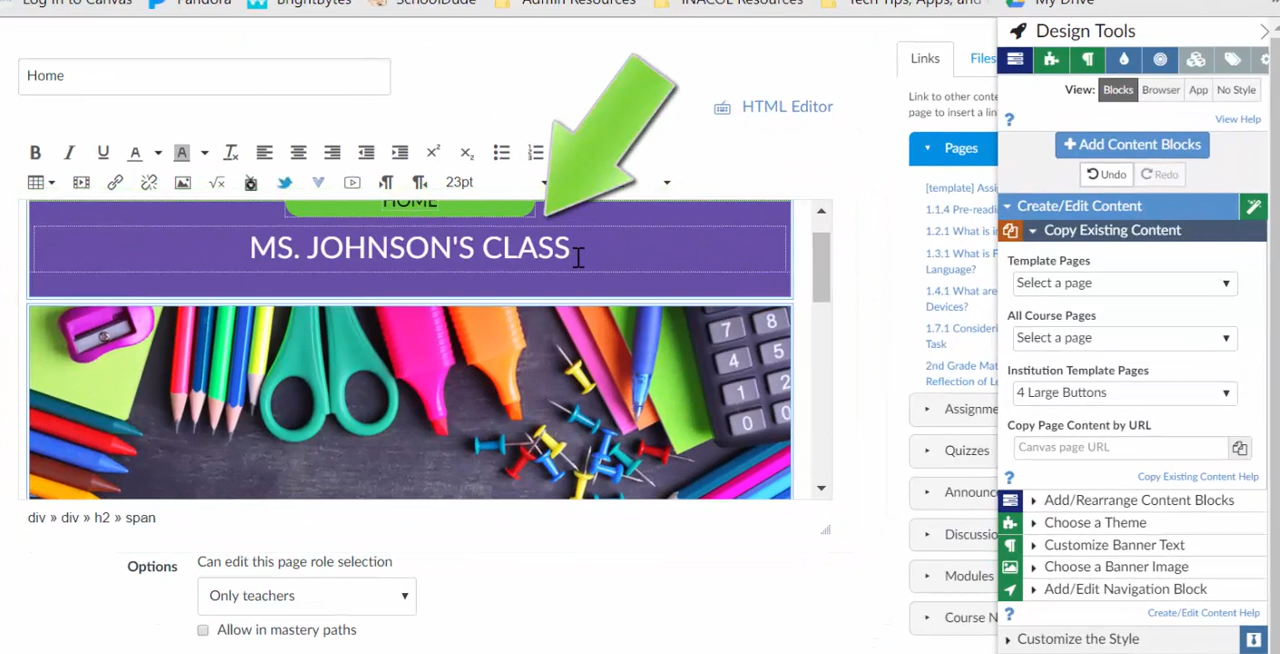 Log In to Canvas Pandora BrightBytes SchoolDude Admin Resources iNACOL Resources Tech Tips, Apps, and My Drive
Design Tools
Links Files
Home
View: Blocks Browser App No Style
Link to other conte
page to insert a lin
HTML Editor
View Help
+ Add Content Blocks
Pages
Undo Redo
23pt
[template] Assi
HOME
1.1.4 Pre-readi
Create/Edit Content
1.2.1 What is i
Copy Existing Content
MS. JOHNSON'S CLASS
1.3.1 What is F
Language?
Template Pages
Select a page
1.4.1 What are
Devices?
All Course Pages
1.7.1 Consideri
Task
Select a page
2nd Grade Mat
Reflection of Le
Institution Template Pages
4 Large Buttons
Assignme
Copy Page Content by URL
Canvas page URL
Quizzes
Copy Existing Content Help
Announc
Add/Rearrange Content Blocks
div » div » h2 » span
Choose a Theme
Discussio
Customize Banner Text
Options Can edit this page role selection
Choose a Banner Image
Modules
Add/Edit Navigation Block
Only teachers
Create/Edit Content Help
Course N
Allow in mastery paths
Customize the Style
7 8
4 5
1 2
0